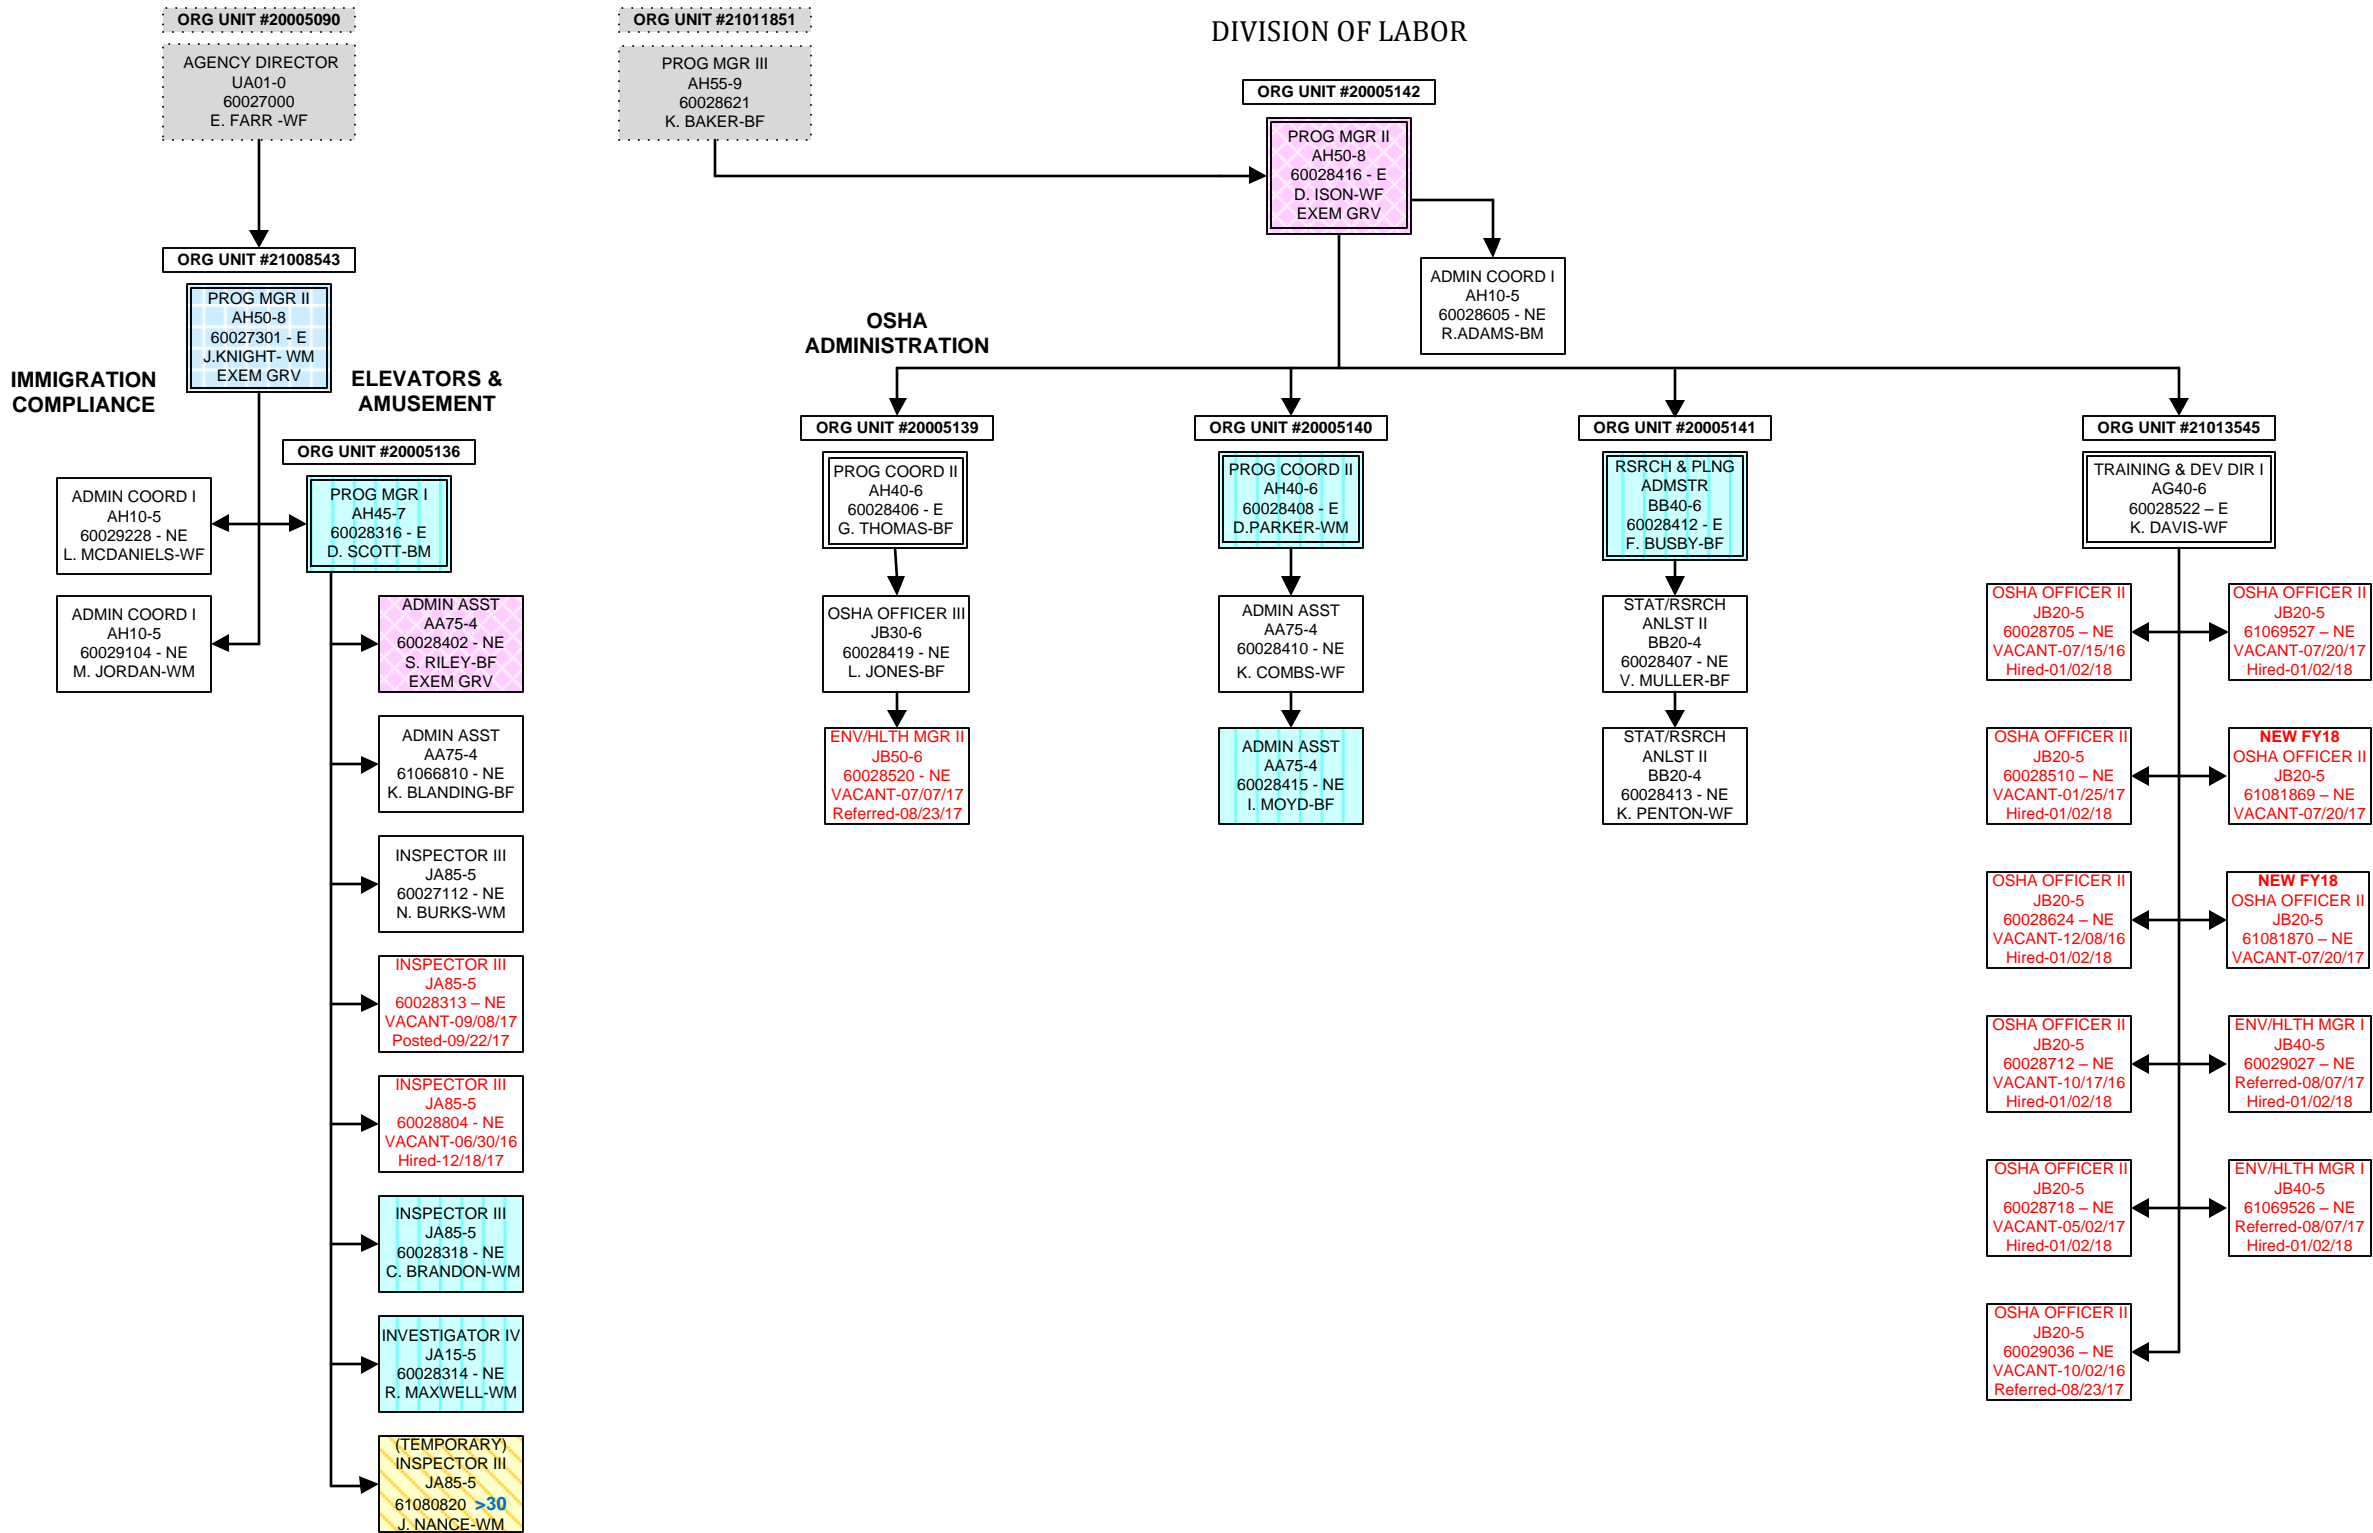 DIVISION OF LABOR
ORG UNIT #20005090
AGENCY DIRECTOR
UA01-0
60027000
E. FARR -WF
ORG UNIT #21011851
PROG MGR III
AH55-9
60028621
K. BAKER-BF
ORG UNIT #20005142
PROG MGR II
AH50-8
60028416 - E
D. ISON-WF
EXEM GRV
ADMIN COORD I
AH10-5
60028605 - NE
R.ADAMS-BM
ORG UNIT #21008543
PROG MGR II
AH50-8
60027301 - E
J.KNIGHT- WM
EXEM GRV
IMMIGRATION
COMPLIANCE
ELEVATORS &
AMUSEMENT
ADMIN COORD I
AH10-5
60029228 - NE
L. MCDANIELS-WF
ADMIN COORD I
AH10-5
60029104 - NE
M. JORDAN-WM
ORG UNIT #20005136
PROG MGR I
AH45-7
60028316 - E
D. SCOTT-BM
ADMIN ASST
AA75-4
60028402 - NE
S. RILEY-BF
EXEM GRV
ADMIN ASST
AA75-4
61066810 - NE
K. BLANDING-BF
INSPECTOR III
JA85-5
60027112 - NE
N. BURKS-WM
INSPECTOR III
JA85-5
60028313 – NE
VACANT-09/08/17
Posted-09/22/17
INSPECTOR III
JA85-5
60028804 - NE
VACANT-06/30/16
Hired-12/18/17
INSPECTOR III
JA85-5
60028318 - NE
C. BRANDON-WM
INVESTIGATOR IV
JA15-5
60028314 - NE
R. MAXWELL-WM
(TEMPORARY)
INSPECTOR III
JA85-5
61080820 >30
J. NANCE-WM
OSHA
ADMINISTRATION
ORG UNIT #20005139
PROG COORD II
AH40-6
60028406 - E
G. THOMAS-BF
OSHA OFFICER III
JB30-6
60028419 - NE
L. JONES-BF
ENV/HLTH MGR II
JB50-6
60028520 - NE
VACANT-07/07/17
Referred-08/23/17
ORG UNIT #20005140
PROG COORD II
AH40-6
60028408 - E
D.PARKER-WM
ADMIN ASST
AA75-4
60028410 - NE
K. COMBS-WF
ADMIN ASST
AA75-4
60028415 - NE
I. MOYD-BF
ORG UNIT #20005141
RSRCH & PLNG
ADMSTR
BB40-6
60028412 - E
F. BUSBY-BF
STAT/RSRCH
ANLST II
BB20-4
60028407 - NE
V. MULLER-BF
STAT/RSRCH
ANLST II
BB20-4
60028413 - NE
K. PENTON-WF
ORG UNIT #21013545
TRAINING & DEV DIR I
AG40-6
60028522 – E
K. DAVIS-WF
OSHA OFFICER II
JB20-5
60028705 – NE
VACANT-07/15/16
Hired-01/02/18
OSHA OFFICER II
JB20-5
61069527 – NE
VACANT-07/20/17
Hired-01/02/18
OSHA OFFICER II
JB20-5
60028510 – NE
VACANT-01/25/17
Hired-01/02/18
NEW FY18
OSHA OFFICER II
JB20-5
61081869 – NE
VACANT-07/20/17
OSHA OFFICER II
JB20-5
60028624 – NE
VACANT-12/08/16
Hired-01/02/18
NEW FY18
OSHA OFFICER II
JB20-5
61081870 – NE
VACANT-07/20/17
OSHA OFFICER II
JB20-5
60028712 – NE
VACANT-10/17/16
Hired-01/02/18
ENV/HLTH MGR I
JB40-5
60029027 – NE
Referred-08/07/17
Hired-01/02/18
OSHA OFFICER II
JB20-5
60028718 – NE
VACANT-05/02/17
Hired-01/02/18
ENV/HLTH MGR I
JB40-5
61069526 – NE
Referred-08/07/17
Hired-01/02/18
OSHA OFFICER II
JB20-5
60029036 – NE
VACANT-10/02/16
Referred-08/23/17